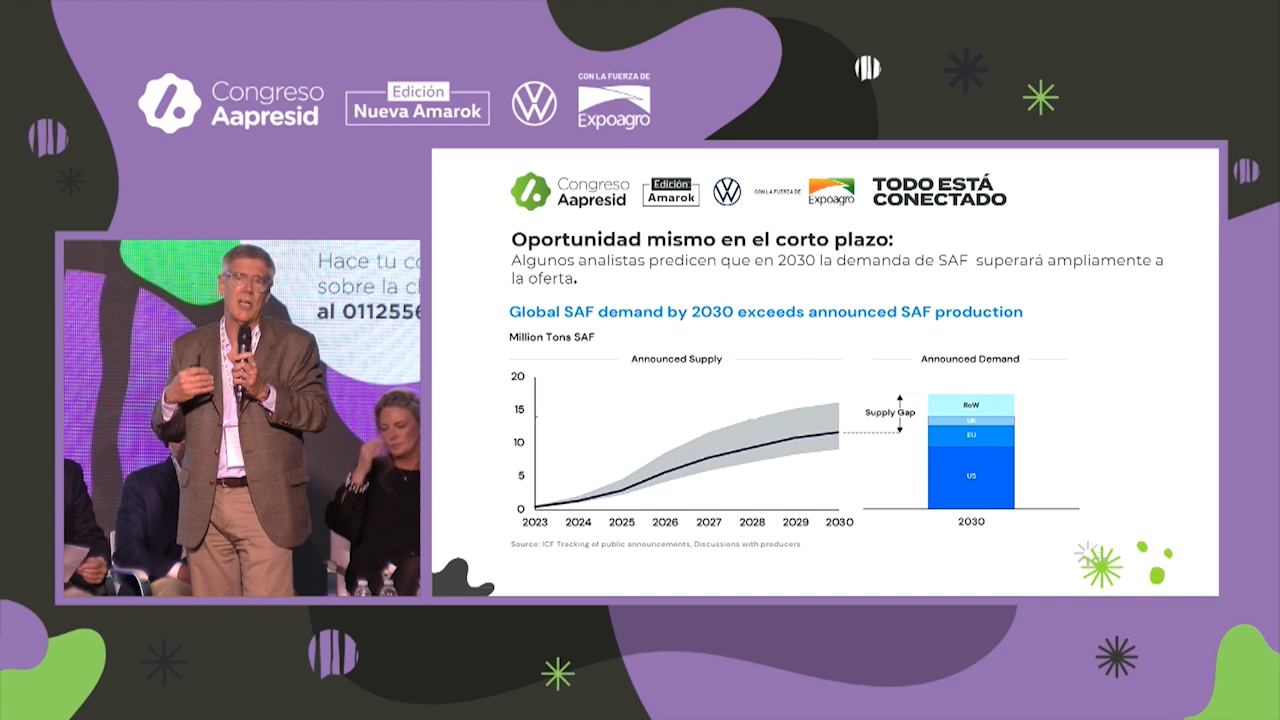 Congreso
Aapresid
Edición
Nueva Amarok
CON LA FUERZA DE
Expoagro
Hace tu co
sobre la c
al 0112556
Congreso
Aapresid
Edición
Amarok
CON LA FUERZA DE
Expoagro
TODO ESTÁ
CONECTADO
Oportunidad mismo en el corto plazo:
Algunos analistas predicen que en 2030 la demanda de SAF superará ampliamente a
la oferta.
Global SAF demand by 2030 exceeds announced SAF production
Million Tons SAF
Announced Supply
Announced Demand
20
15
10
5
0
2023 2024 2025 2026 2027 2028 2029 2030
Supply Gap
RoW
UK
EU
US
2030
Source: ICF Tracking of public announcements, Discussions with producers